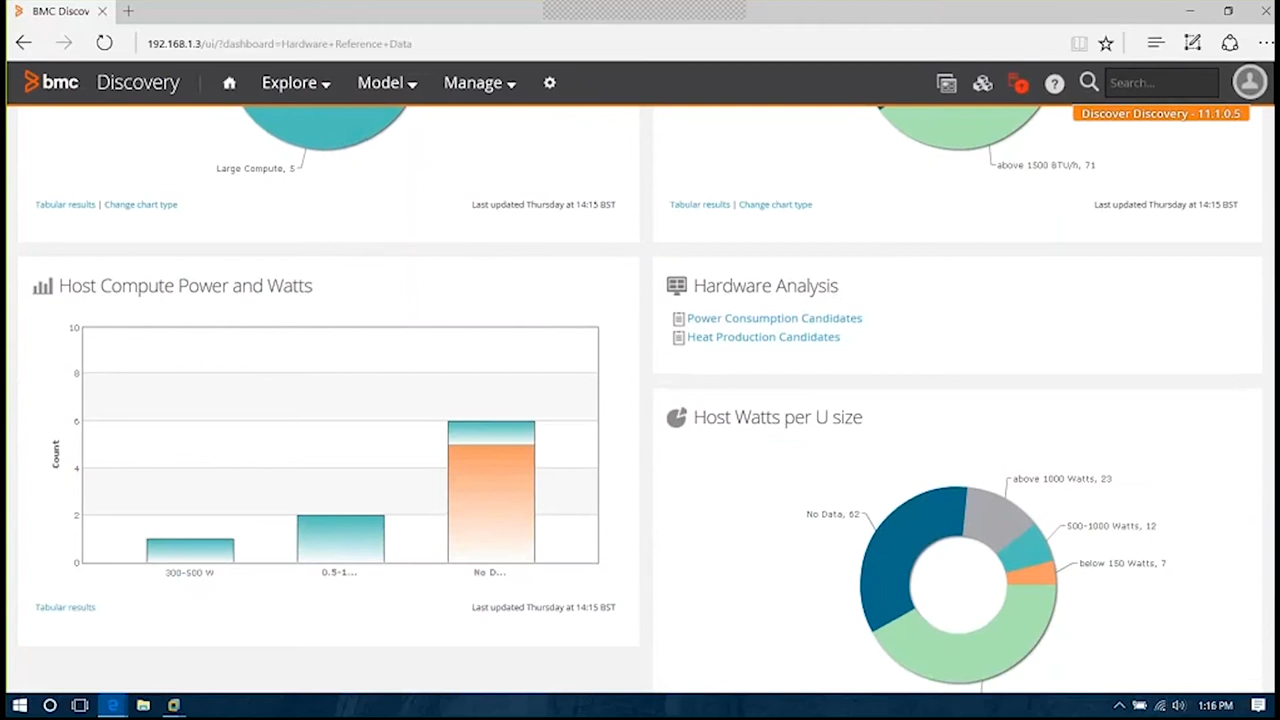 BMC Discov
192.168.1.3/ui/?dashboard=Hardware+Reference+Data
bmc Discovery Explore Model Manage ? Search...
Discover Discovery - 11.1.0.5
Large Compute, 5
above 1500 BTU/h, 71
Tabular results | Change chart type Last updated Thursday at 14:15 BST
Tabular results | Change chart type Last updated Thursday at 14:15 BST
Host Compute Power and Watts
10
8
6
4
2
0
Count
300-500 W 0.5-1... No D...
Tabular results Last updated Thursday at 14:15 BST
Hardware Analysis
Power Consumption Candidates
Heat Production Candidates
Host Watts per U size
above 1000 Watts, 23
No Data, 62
500-1000 Watts, 12
below 150 Watts, 7
1:16 PM